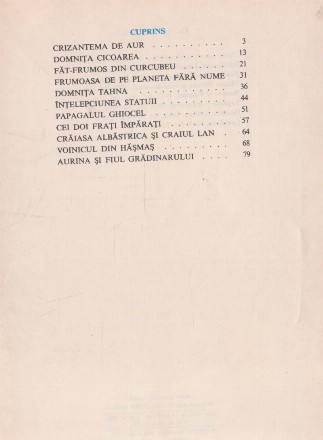 CUPRINS
CRIZANTEMA DE AUR . . . . . . . . . . 3
DOMNIȚA CICOAREA . . . . . . . . . . 13
FĂT-FRUMOS DIN CURCUBEU . . . . . . . 21
FRUMOASA DE PE PLANETA FĂRĂ NUME 31
DOMNIȚA TAHNA . . . . . . . . . . . 36
ÎNȚELEPCIUNEA STATUII . . . . . . . . 44
PAPAGALUL GHIOCEL . . . . . . . . . 51
CEI DOI FRAȚI ÎMPĂRAȚI . . . . . . . . 57
CRĂIASA ALBĂSTRICA ȘI CRAIUL LAN . 64
VOINICUL DIN HĂȘMAȘ . . . . . . . . 68
AURINA ȘI FIUL GRĂDINARULUI . . . . 79